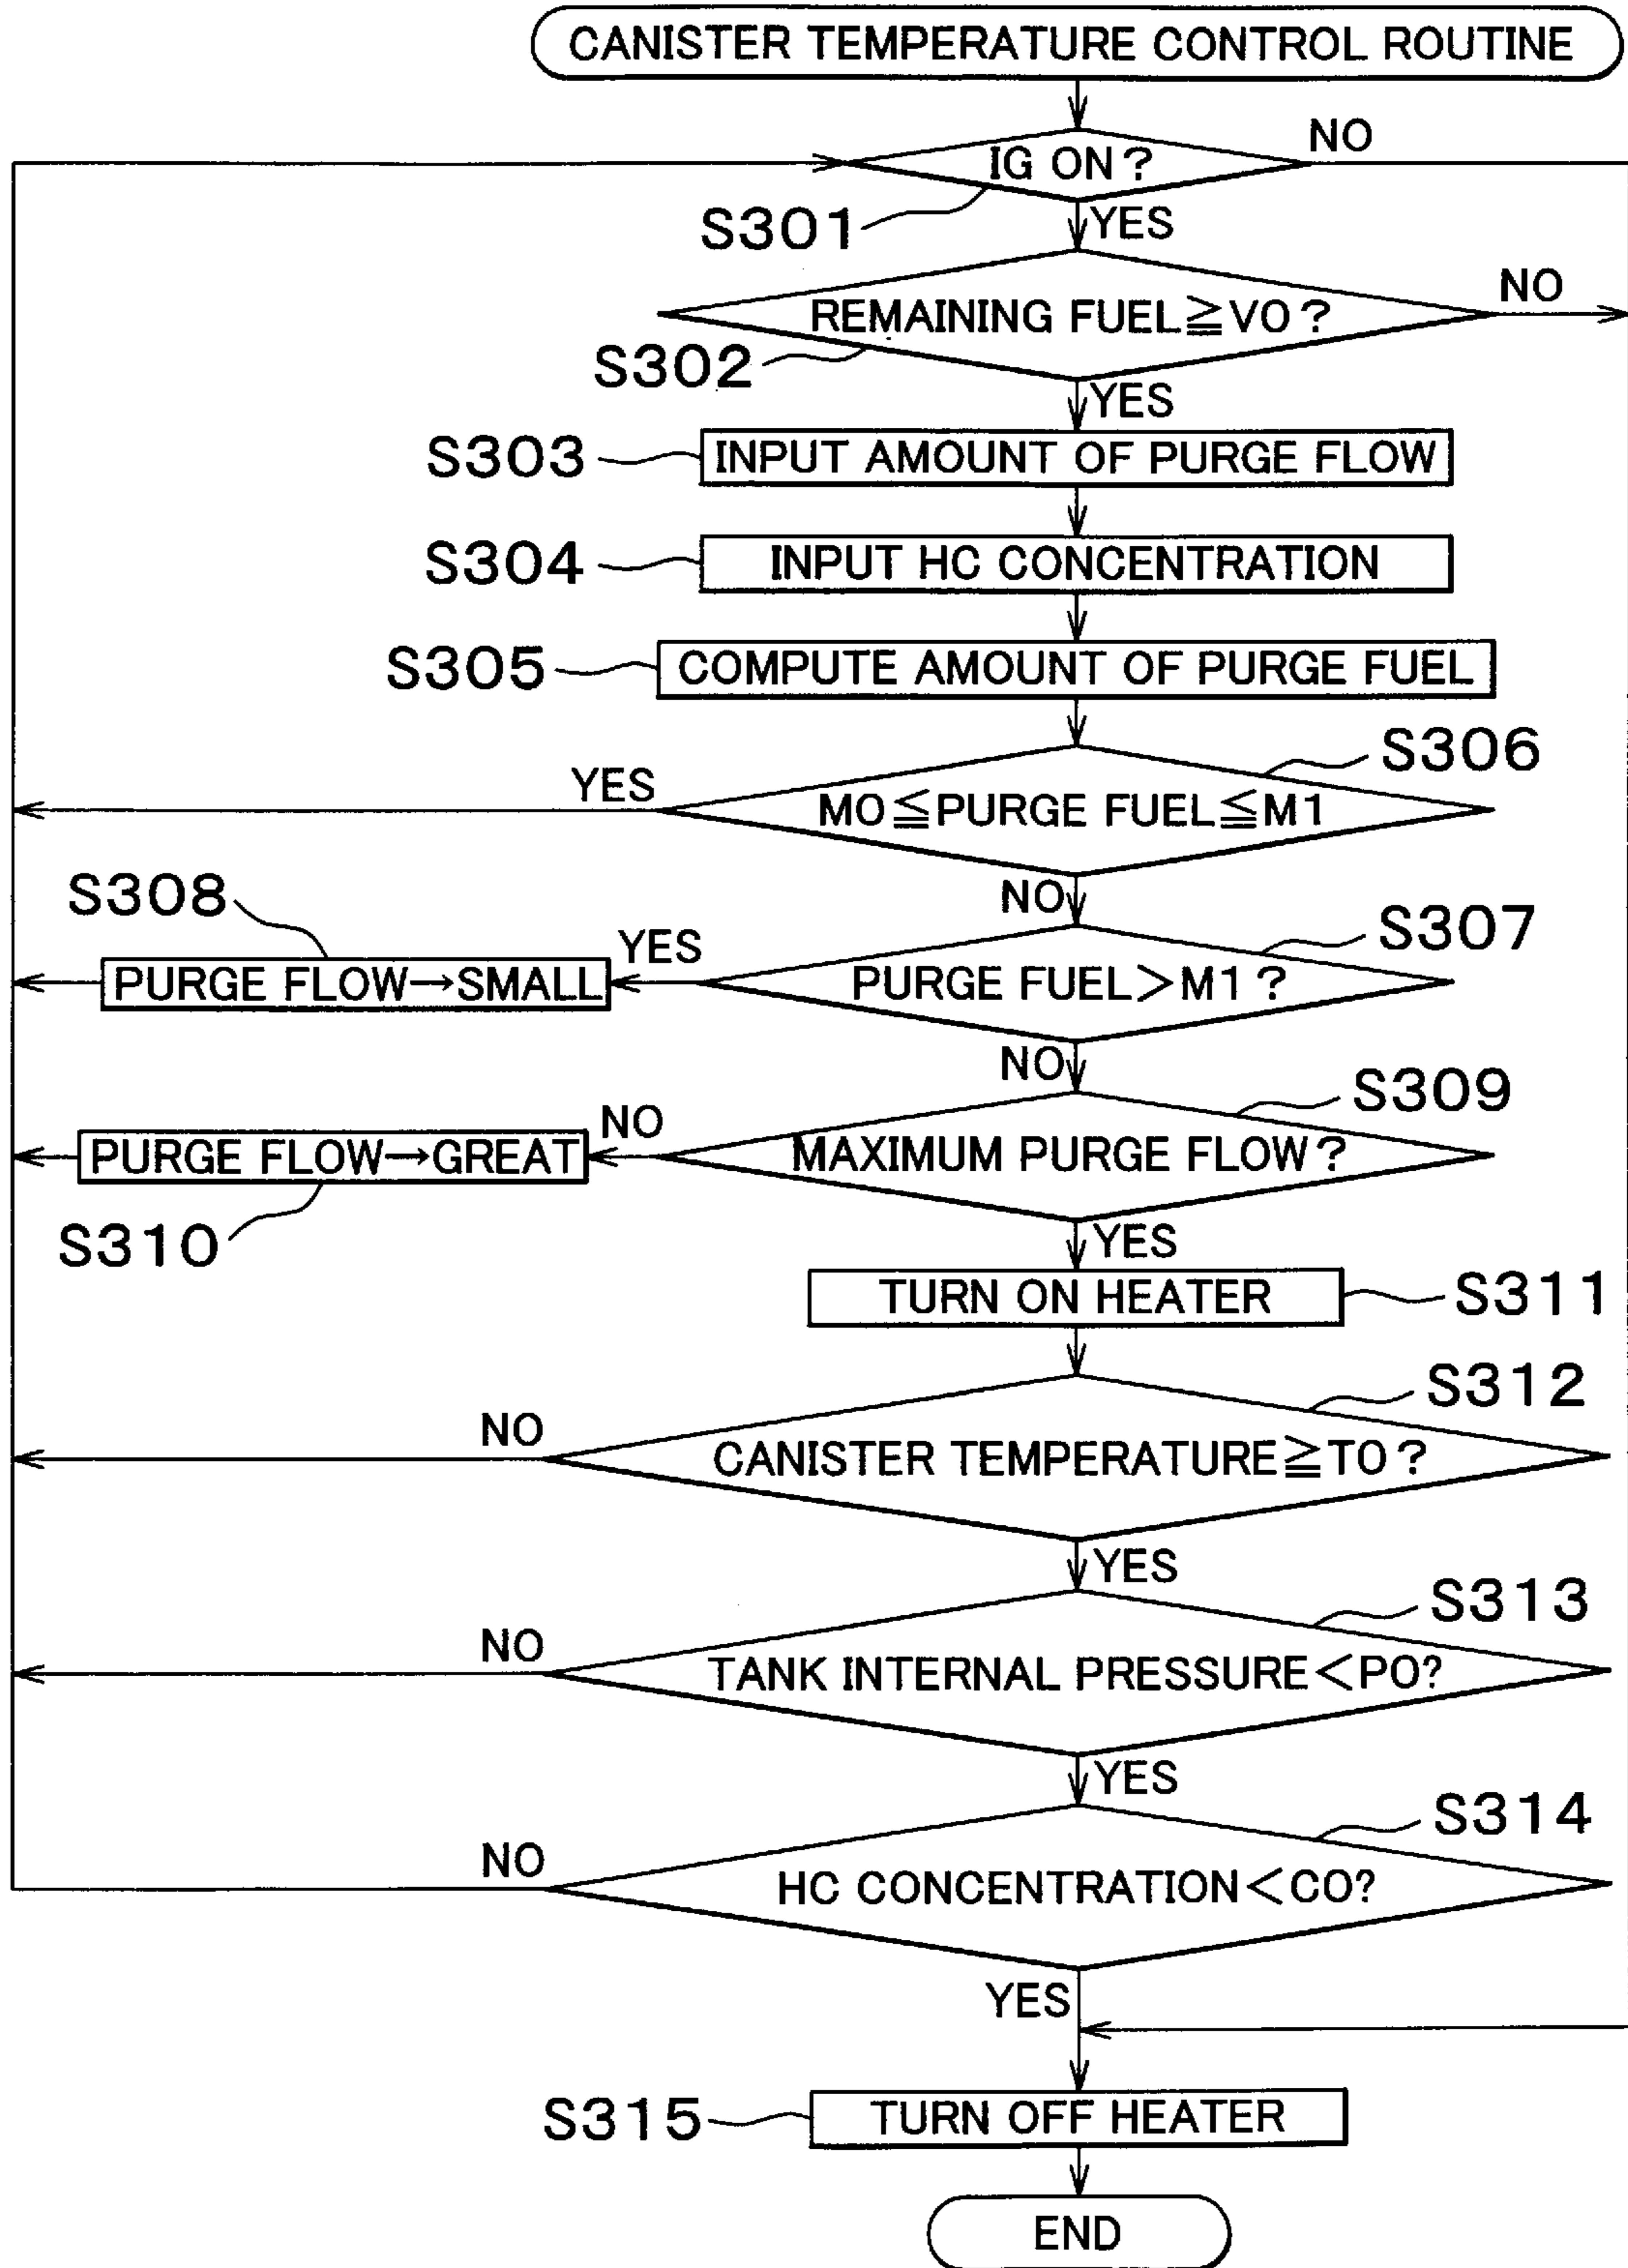 CANISTER TEMPERATURE CONTROL ROUTINE
IG ON?
NO
S301
YES
REMAINING FUEL≧V0?
NO
S302
YES
S303
INPUT AMOUNT OF PURGE FLOW
S304
INPUT HC CONCENTRATION
S305
COMPUTE AMOUNT OF PURGE FUEL
S306
YES
M0≦PURGE FUEL≦M1
NO
S308
S307
YES
PURGE FLOW→SMALL
PURGE FUEL>M1?
NO
S309
NO
PURGE FLOW→GREAT
MAXIMUM PURGE FLOW?
S310
YES
TURN ON HEATER
S311
S312
NO
CANISTER TEMPERATURE≧T0?
YES
S313
NO
TANK INTERNAL PRESSURE<P0?
YES
S314
NO
HC CONCENTRATION<C0?
YES
S315
TURN OFF HEATER
END